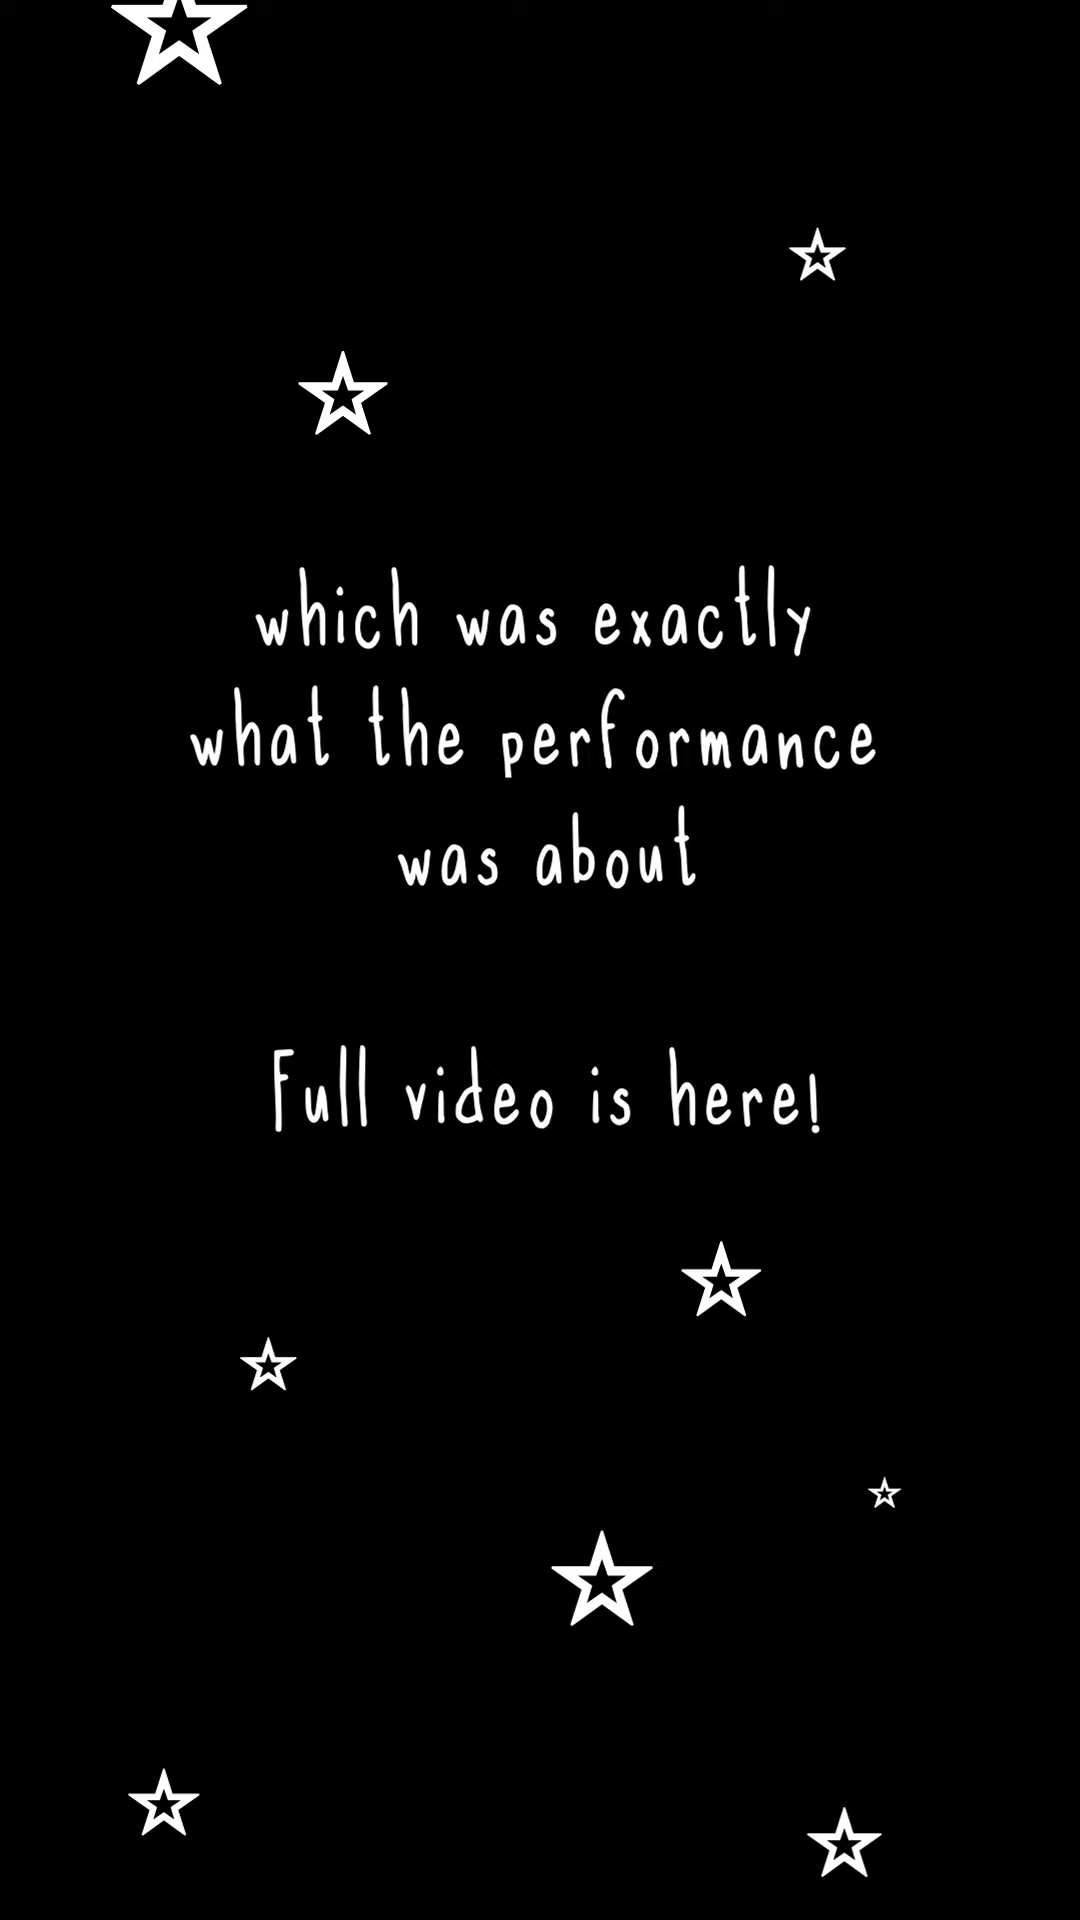 which was exactly
what the performance
was about
Full video is here!